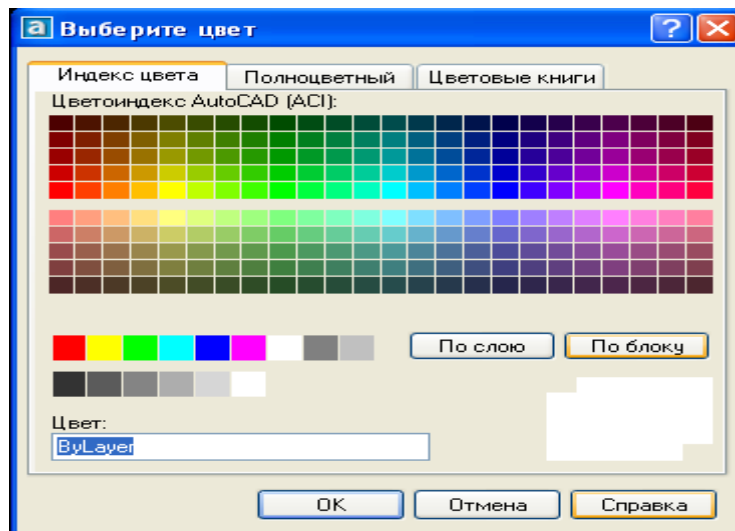 a Выберите цвет
Индекс цвета Полноцветный Цветовые книги
Цветоиндекс AutoCAD (ACI):
По слою По блоку
Цвет:
ByLayer
OK Отмена Справка